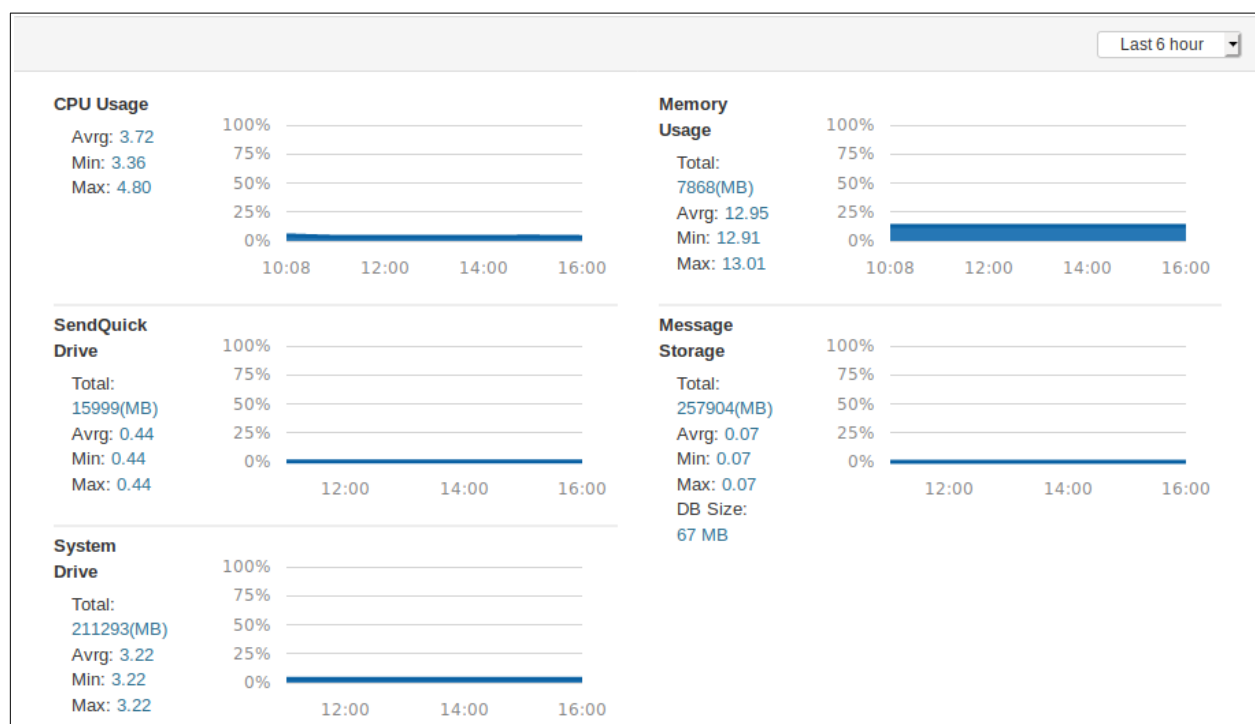 Last 6 hour
CPU Usage
Avrg: 3.72
Min: 3.36
Max: 4.80
100%
75%
50%
25%
0%
10:08 12:00 14:00 16:00
Memory
Usage
Total:
7868(MB)
Avrg: 12.95
Min: 12.91
Max: 13.01
100%
75%
50%
25%
0%
10:08 12:00 14:00 16:00
SendQuick
Drive
Total:
15999(MB)
Avrg: 0.44
Min: 0.44
Max: 0.44
100%
75%
50%
25%
0%
12:00 14:00 16:00
Message
Storage
Total:
257904(MB)
Avrg: 0.07
Min: 0.07
Max: 0.07
DB Size:
67 MB
100%
75%
50%
25%
0%
12:00 14:00 16:00
System
Drive
Total:
211293(MB)
Avrg: 3.22
Min: 3.22
Max: 3.22
100%
75%
50%
25%
0%
12:00 14:00 16:00